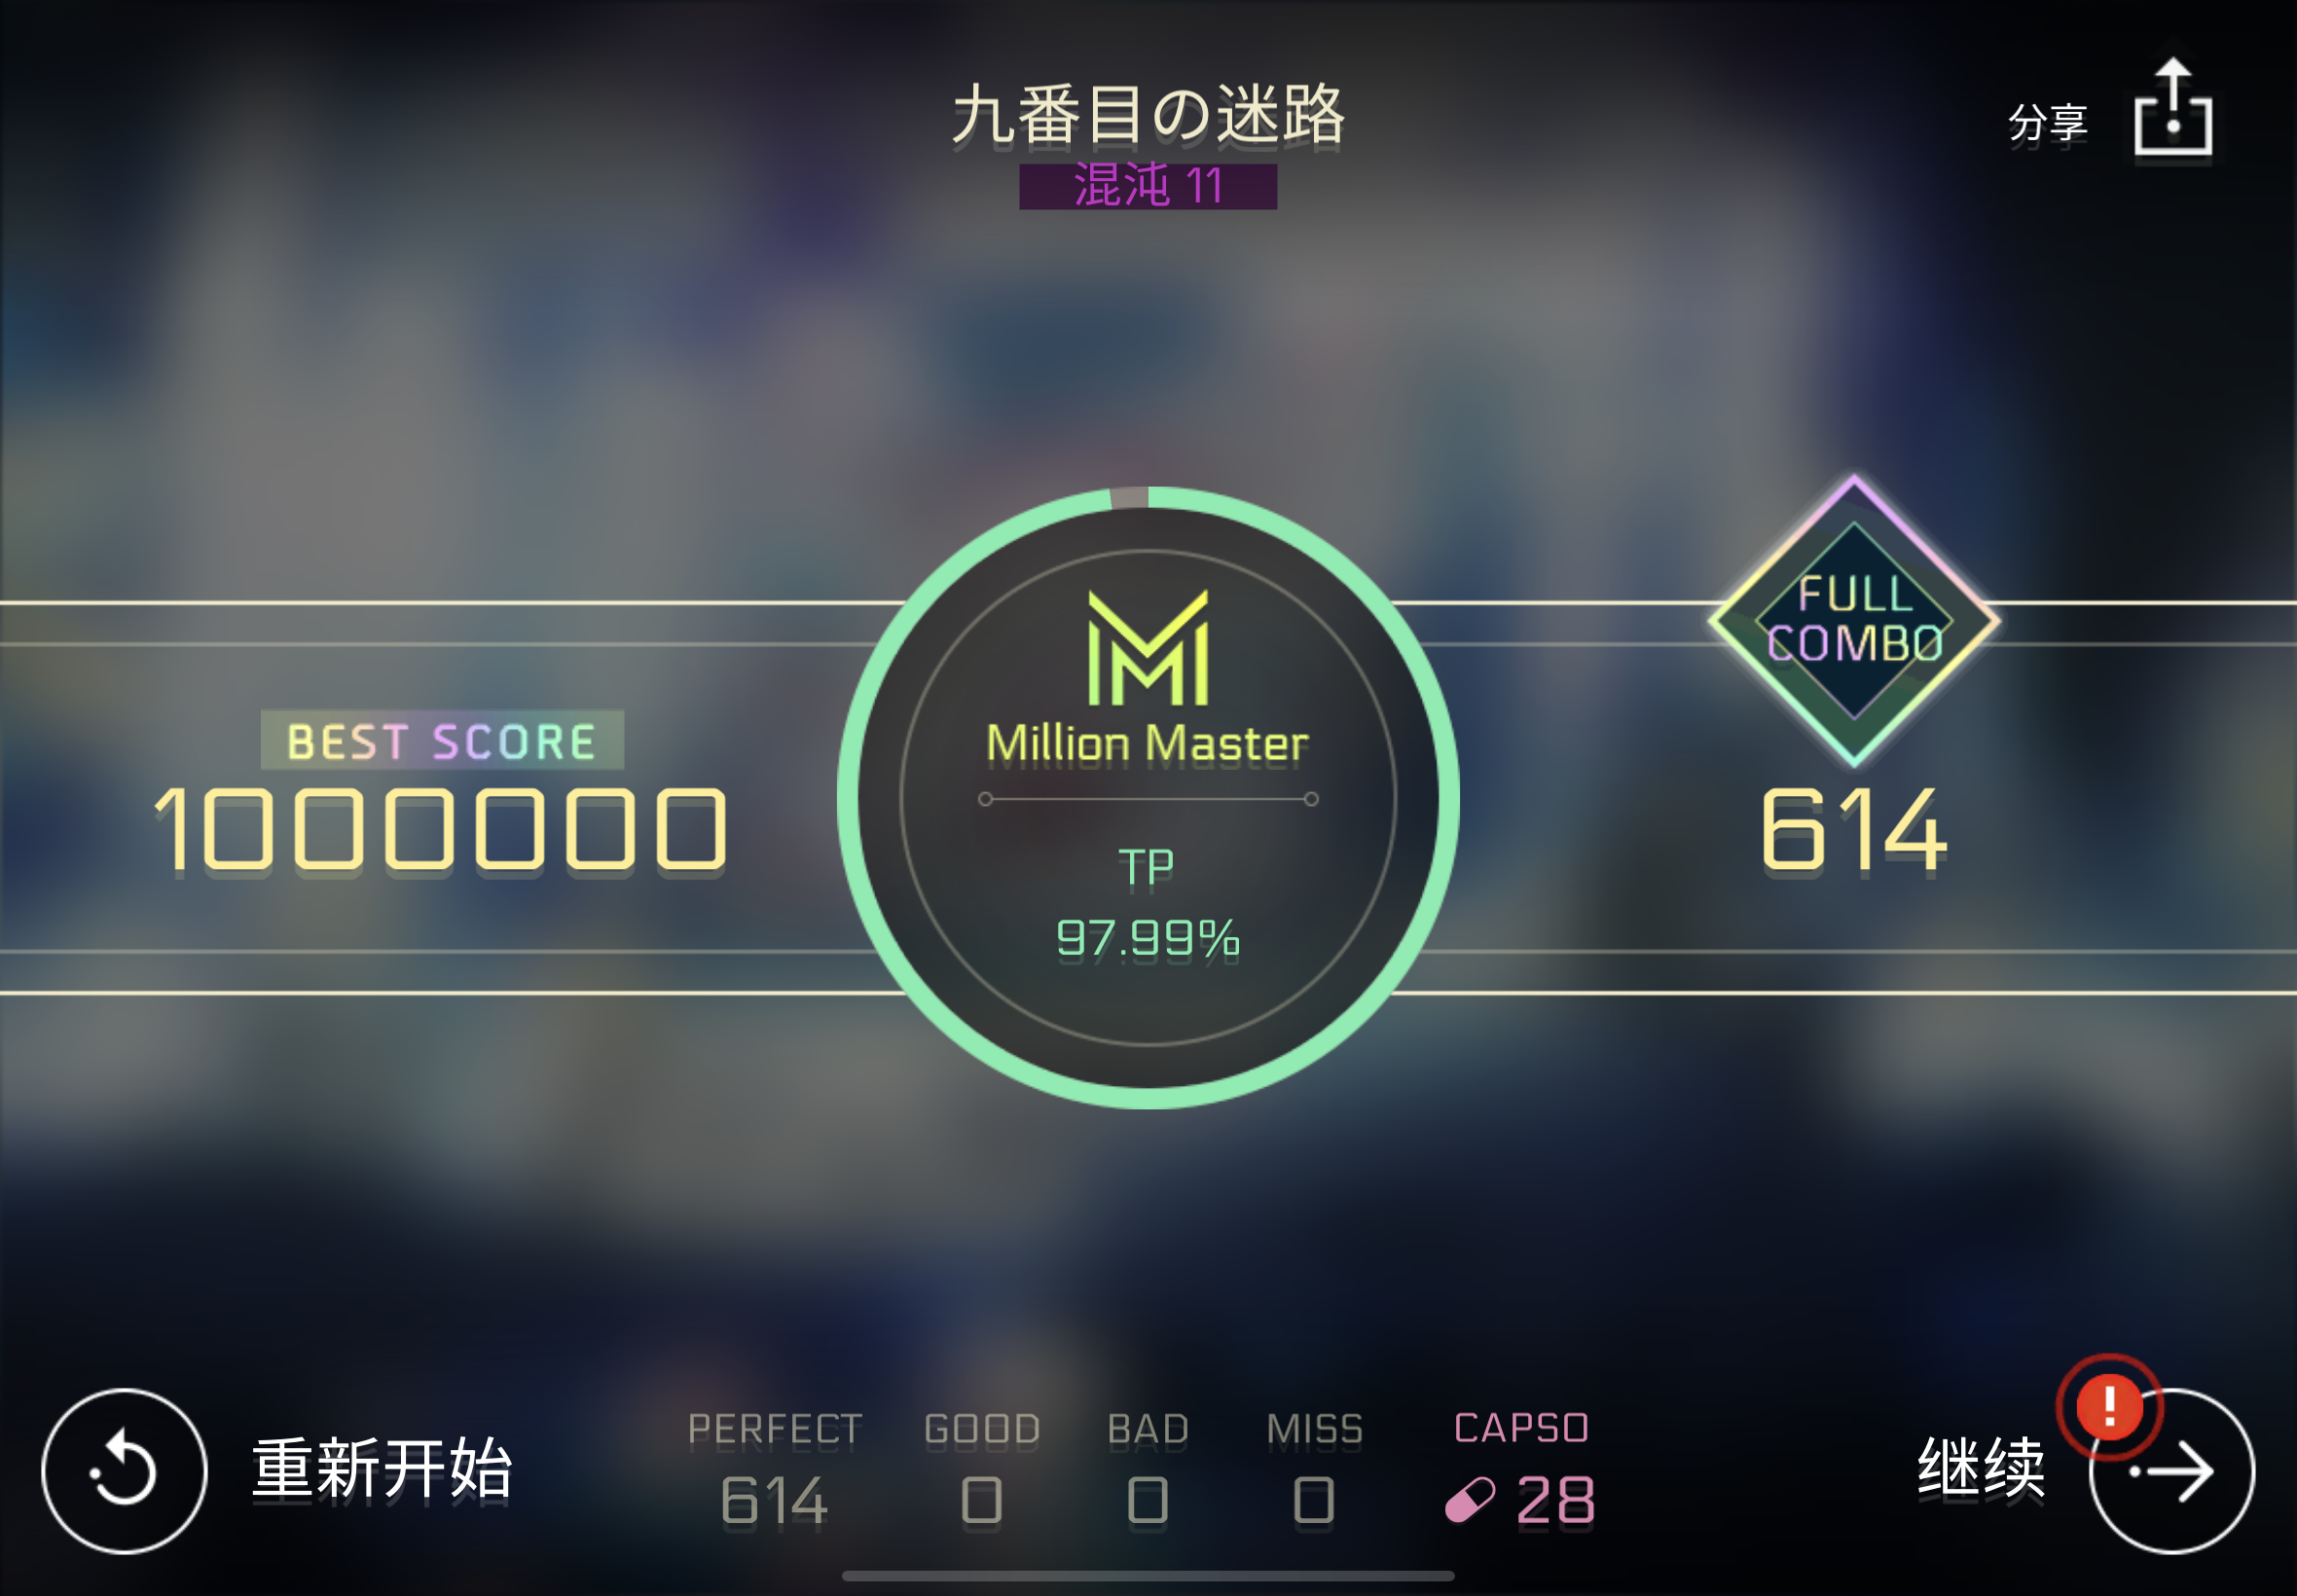 九番目の迷路
混沌 11
分享
FULL
COMBO
614
BEST SCORE
1000000
Million Master
TP
97.99%
重新开始
PERFECT
614
GOOD
0
BAD
0
MISS
0
CAPSO
28
继续